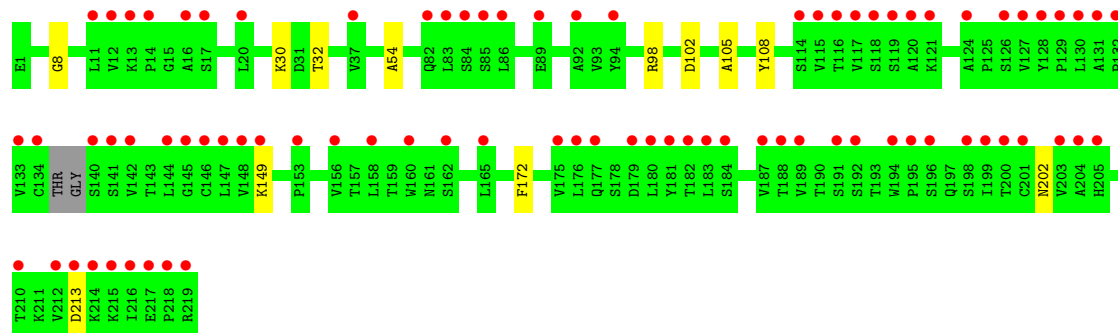 E1 G8 L11 V12 K13 P14 G15 A16 S17 L20 K30 D31 T32 V37 A54 Q82 L83 S84 S85 L86 E89 A92 V93 Y94 R98 D102 A105 Y108 S114 V115 T116 V117 S118 S119 A120 K121 A124 P125 S126 V127 Y128 P129 L130 A131 P132
V133 C134 THR GLY S140 S141 V142 T143 L144 G145 C146 L147 V148 K149 P153 V156 T157 L158 T159 W160 N161 S162 L165 F172 V175 L176 Q177 S178 D179 L180 Y181 T182 L183 S184 V187 T188 V189 T190 S191 S192 T193 W194 P195 S196 Q197 S198 I199 T200 C201 N202 V203 A204 H205
T210 K211 V212 D213 K214 K215 I216 E217 P218 R219